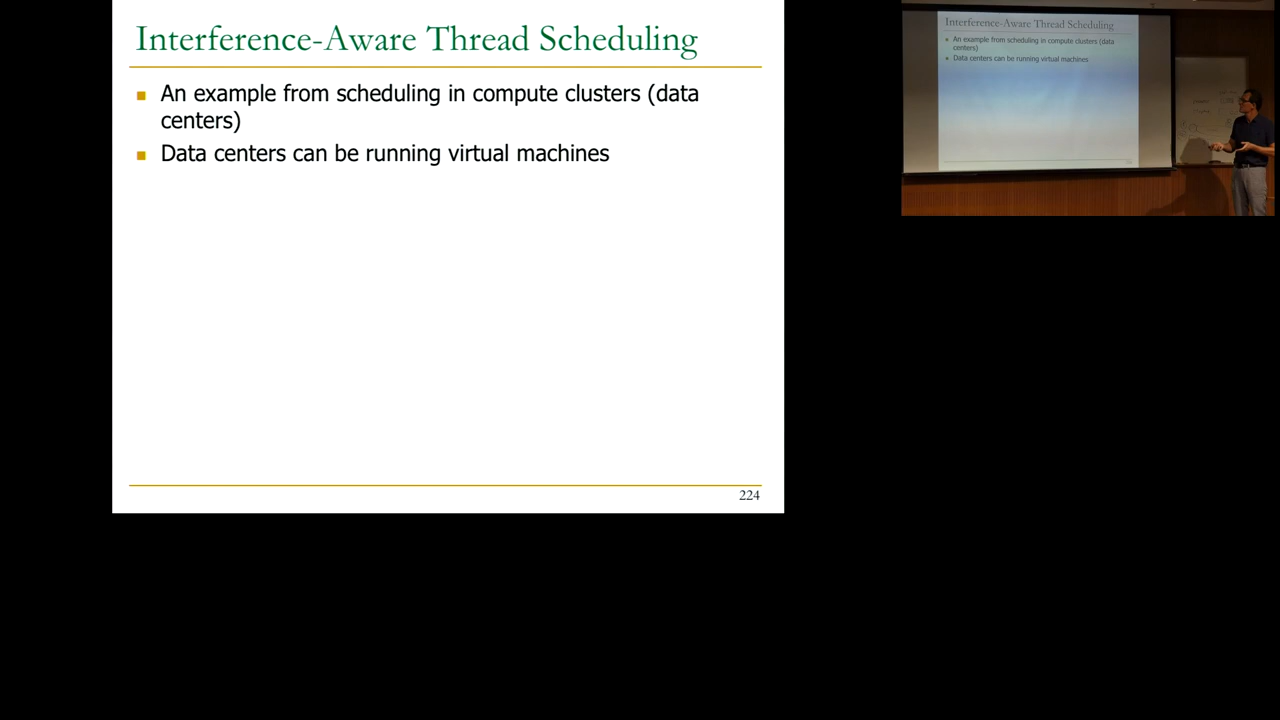 Interference-Aware Thread Scheduling
An example from scheduling in compute clusters (data
centers)
Data centers can be running virtual machines
224
Interference-Aware Thread Scheduling
An example from scheduling in compute clusters (data
centers)
Data centers can be running virtual machines